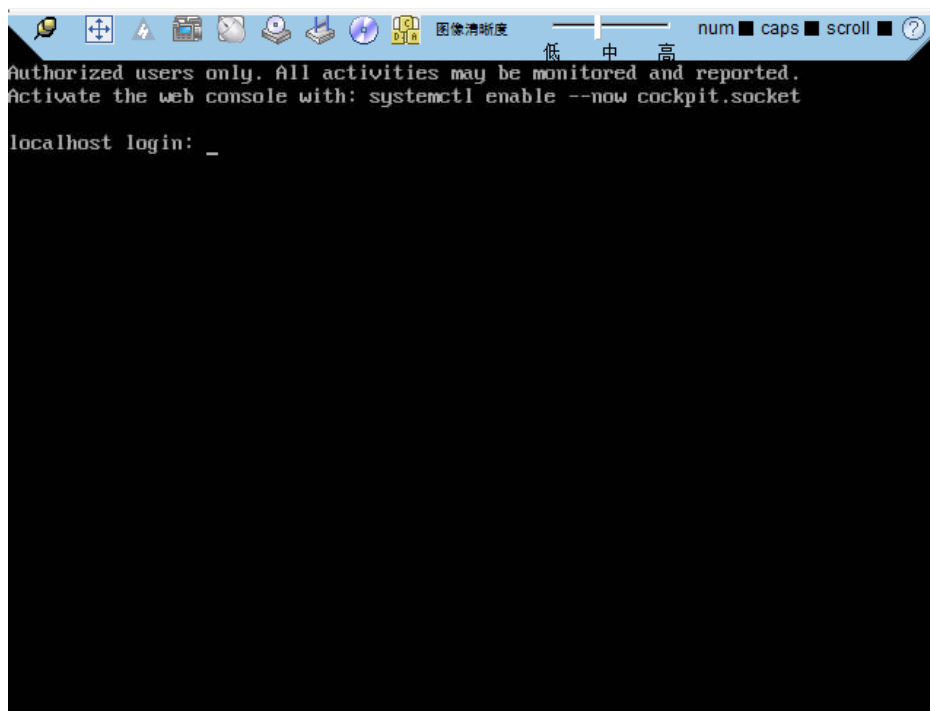 图像清晰度 低 中 高 num caps scroll ?
Authorized users only. All activities may be monitored and reported.
Activate the web console with: systemctl enable --now cockpit.socket
localhost login: _